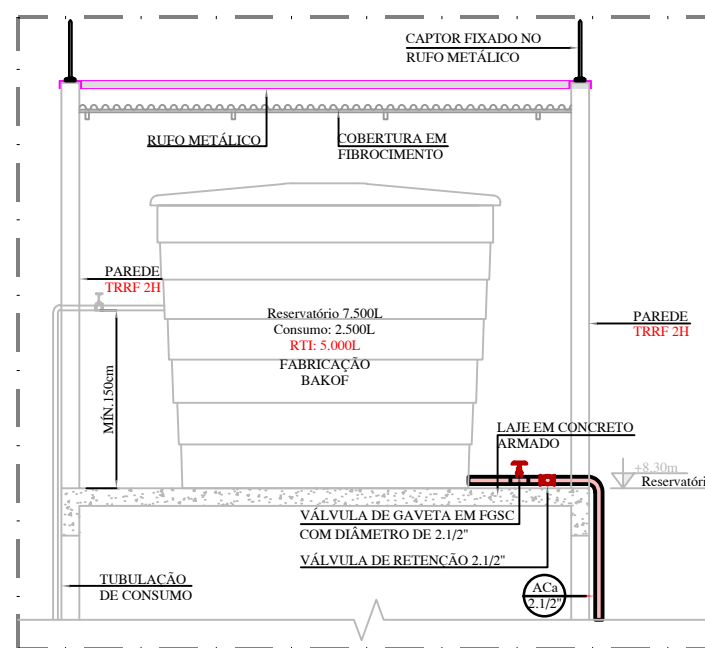 CAPTOR FIXADO NO
RUFO METÁLICO
RUFO METÁLICO
COBERTURA EM
FIBROCIMENTO
PAREDE
TRRF 2H
Reservatório 7.500L
Consumo: 2.500L
RTI: 5.000L
FABRICAÇÃO
BAKOF
PAREDE
TRRF 2H
MÍN.150cm
LAJE EM CONCRETO
ARMADO
+8,30m
Reservatóri
VÁLVULA DE GAVETA EM FGSC
COM DIÂMETRO DE 2.1/2"
VÁLVULA DE RETENÇÃO 2.1/2"
TUBULAÇÃO
DE CONSUMO
ACa
2.1/2"